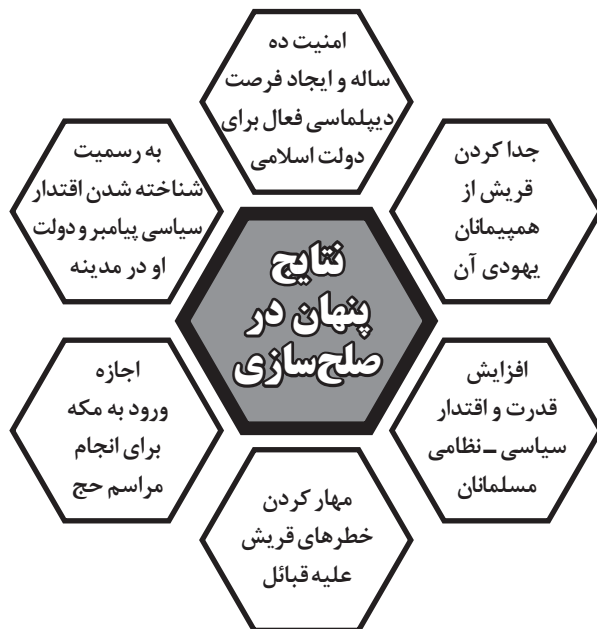 امنیت ده
ساله و ایجاد فرصت
دیپلماسی فعال برای
دولت اسلامی
جدا کردن
قریش از
همپیمانان
یهودی آن
به رسمیت
شناخته شدن اقتدار
سیاسی پیامبر و دولت
او در مدینه
نتایج
پنهان در
صلح‌سازی
افزایش
قدرت و اقتدار
سیاسی ـ نظامی
مسلمانان
اجازه
ورود به مکه
برای انجام
مراسم حج
مهار کردن
خطرهای قریش
علیه قبائل